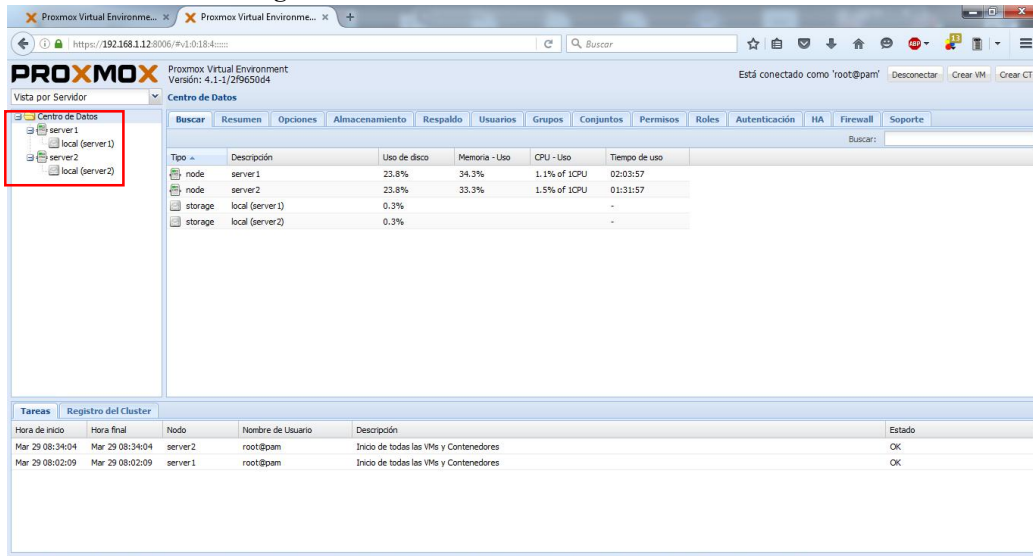 Proxmox Virtual Environme... Proxmox Virtual Environme...
https://192.168.1.12:8006/#v1:0:18:4:::::: Buscar
PROXMOX Proxmox Virtual Environment
Versión: 4.1-1/2f9650d4
Está conectado como 'root@pam' Desconectar Crear VM Crear CT
Vista por Servidor Centro de Datos
Centro de Datos
server1
local (server1)
server2
local (server2)
Buscar Resumen Opciones Almacenamiento Respaldo Usuarios Grupos Conjuntos Permisos Roles Autenticación HA Firewall Soporte
Buscar:
Tipo Descripción Uso de disco Memoria - Uso CPU - Uso Tiempo de uso
node server1 23.8% 34.3% 1.1% of 1CPU 02:03:57
node server2 23.8% 33.3% 1.5% of 1CPU 01:31:57
storage local (server1) 0.3% -
storage local (server2) 0.3% -
Tareas Registro del Cluster
Hora de inicio Hora final Nodo Nombre de Usuario Descripción Estado
Mar 29 08:34:04 Mar 29 08:34:04 server2 root@pam Inicio de todas las VMs y Contenedores OK
Mar 29 08:02:09 Mar 29 08:02:09 server1 root@pam Inicio de todas las VMs y Contenedores OK